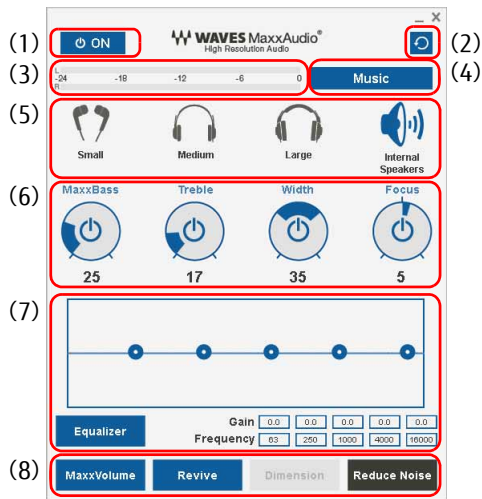 (1)
ON
WAVES MaxxAudio®
High Resolution Audio
(2)
(3)
L
-24 -18 -12 -6 0
R
Music
(4)
(5)
Small Medium Large Internal
Speakers
(6)
MaxxBass Treble Width Focus
25 17 35 5
(7)
Equalizer
Gain 0.0 0.0 0.0 0.0 0.0
Frequency 63 250 1000 4000 16000
(8)
MaxxVolume Revive Dimension Reduce Noise